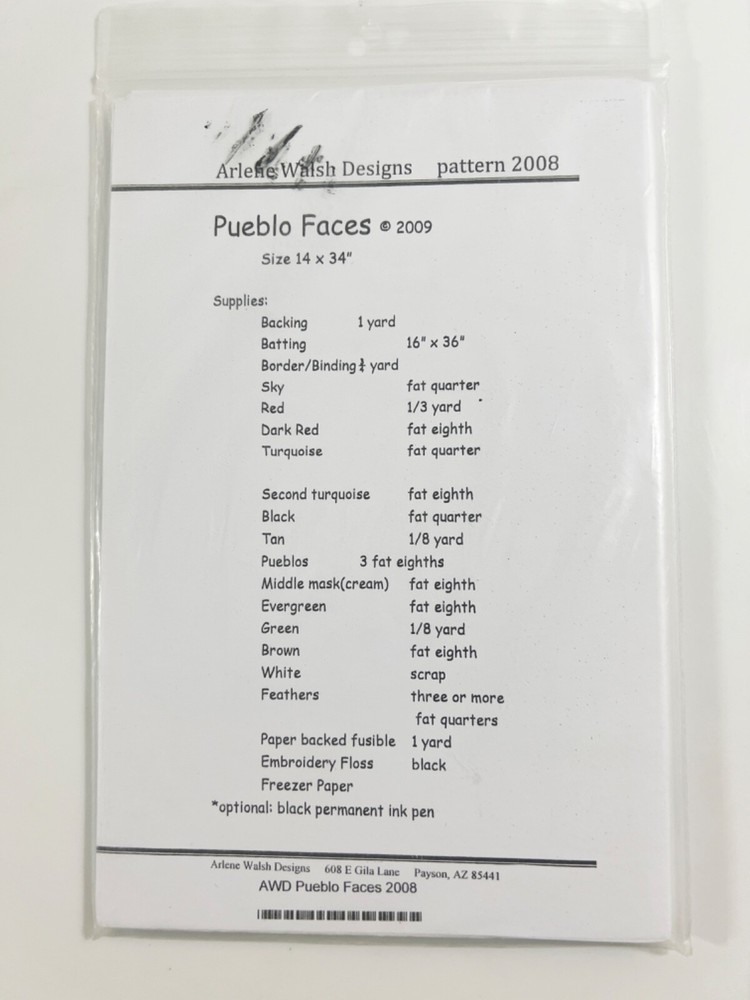 Arlene Walsh Designs pattern 2008
Pueblo Faces © 2009
Size 14 x 34"
Supplies:
Backing 1 yard
Batting 16" x 36"
Border/Binding ¾ yard
Sky fat quarter
Red 1/3 yard
Dark Red fat eighth
Turquoise fat quarter
Second turquoise fat eighth
Black fat quarter
Tan 1/8 yard
Pueblos 3 fat eighths
Middle mask(cream) fat eighth
Evergreen fat eighth
Green 1/8 yard
Brown fat eighth
White scrap
Feathers three or more
fat quarters
Paper backed fusible 1 yard
Embroidery Floss black
Freezer Paper
*optional: black permanent ink pen
Arlene Walsh Designs 608 E Gila Lane Payson, AZ 85441
AWD Pueblo Faces 2008